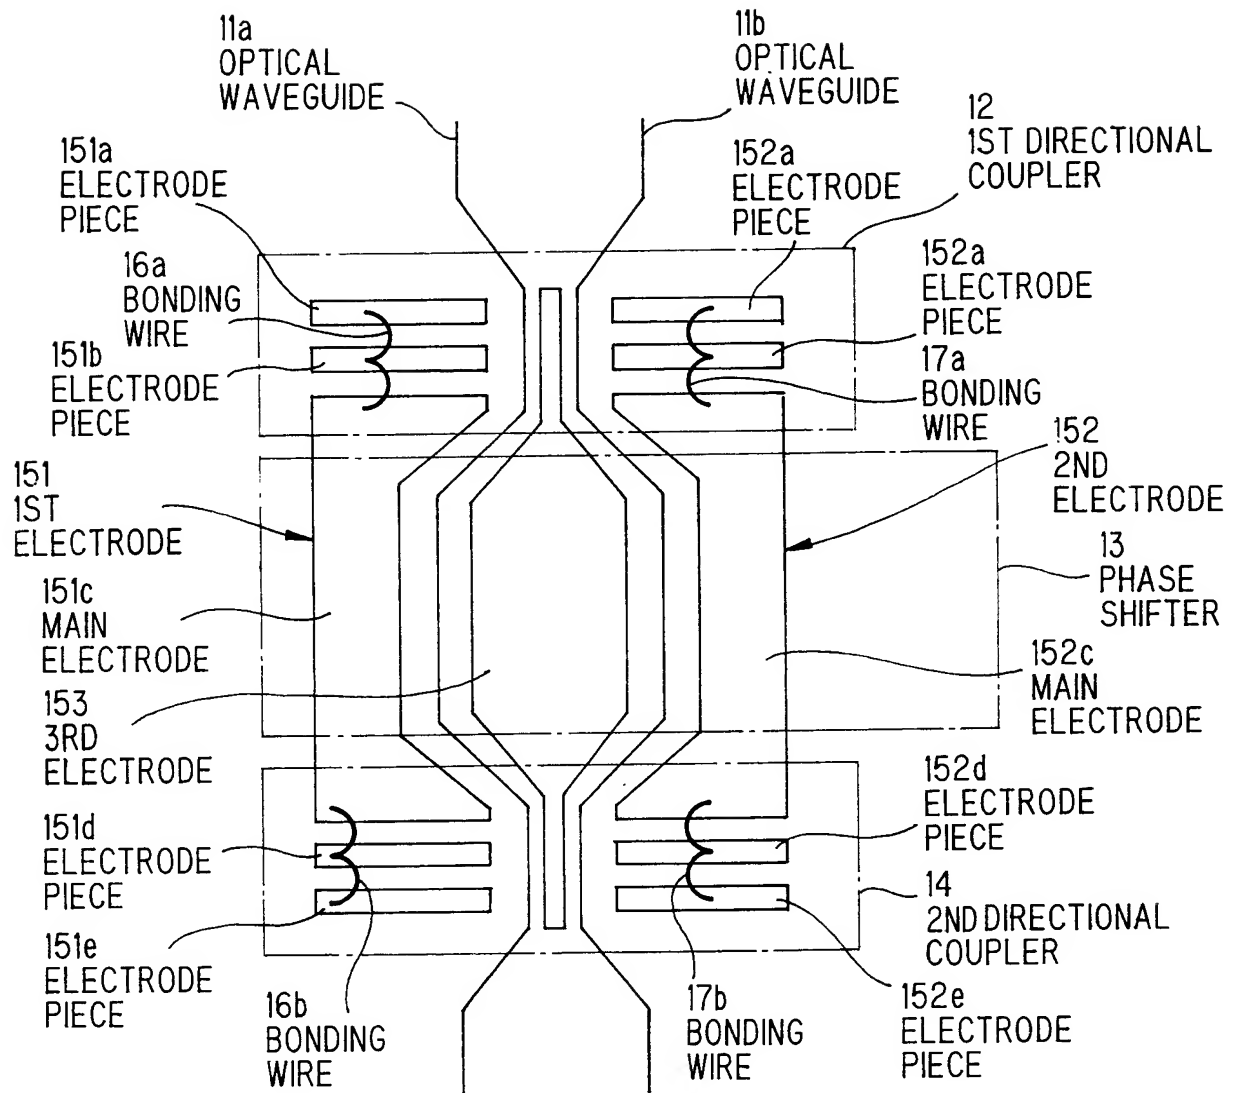 11a
OPTICAL
WAVEGUIDE
11b
OPTICAL
WAVEGUIDE
12
1ST DIRECTIONAL
COUPLER
151a
ELECTRODE
PIECE
152a
ELECTRODE
PIECE
16a
BONDING
WIRE
152a
ELECTRODE
PIECE
151b
ELECTRODE
PIECE
17a
BONDING
WIRE
151
1ST
ELECTRODE
152
2ND
ELECTRODE
13
PHASE
SHIFTER
151c
MAIN
ELECTRODE
152c
MAIN
ELECTRODE
153
3RD
ELECTRODE
152d
ELECTRODE
PIECE
151d
ELECTRODE
PIECE
14
2ND DIRECTIONAL
COUPLER
151e
ELECTRODE
PIECE
16b
BONDING
WIRE
17b
BONDING
WIRE
152e
ELECTRODE
PIECE